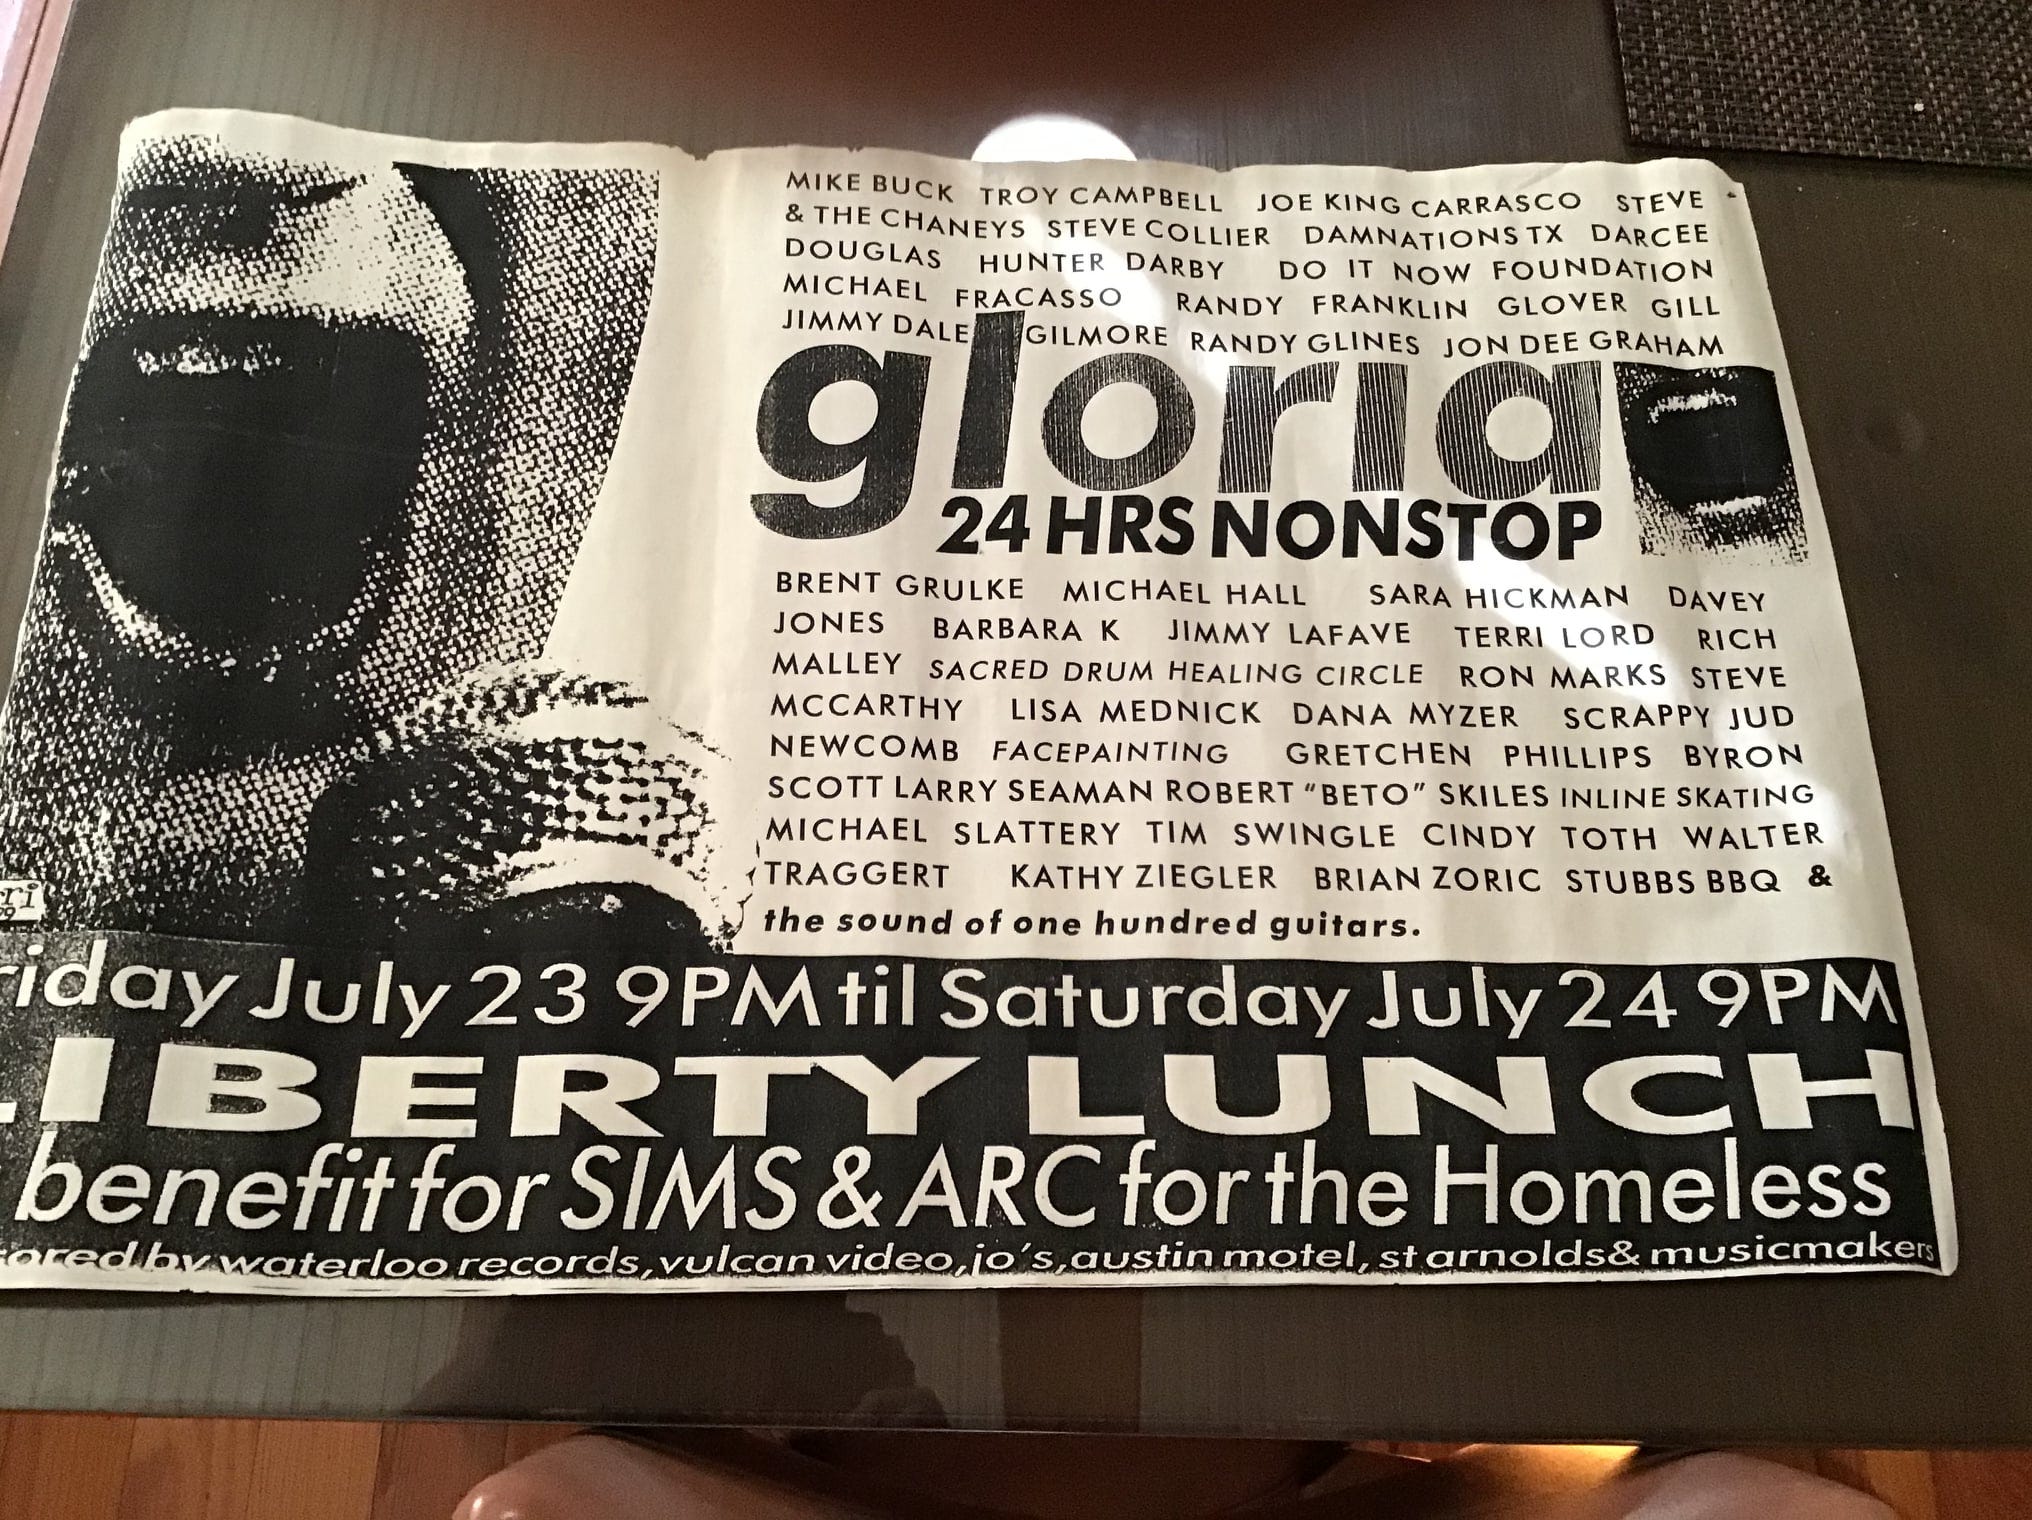 MIKE BUCK TROY CAMPBELL JOE KING CARRASCO STEVE
& THE CHANEYS STEVE COLLIER DAMNATIONS TX DARCEE
DOUGLAS HUNTER DARBY DO IT NOW FOUNDATION
MICHAEL FRACASSO RANDY FRANKLIN GLOVER GILL
JIMMY DALE GILMORE RANDY GLINES JON DEE GRAHAM
gloria
24 HRS NONSTOP
BRENT GRULKE MICHAEL HALL SARA HICKMAN DAVEY
JONES BARBARA K JIMMY LAFAVE TERRI LORD RICH
MALLEY SACRED DRUM HEALING CIRCLE RON MARKS STEVE
MCCARTHY LISA MEDNICK DANA MYZER SCRAPPY JUD
NEWCOMB FACEPAINTING GRETCHEN PHILLIPS BYRON
SCOTT LARRY SEAMAN ROBERT "BETO" SKILES INLINE SKATING
MICHAEL SLATTERY TIM SWINGLE CINDY TOTH WALTER
TRAGGERT KATHY ZIEGLER BRIAN ZORIC STUBBS BBQ &
the sound of one hundred guitars.
riday July 23 9PM til Saturday July 24 9PM
LIBERTY LUNCH
benefit for SIMS & ARC for the Homeless
ored by waterloo records, vulcan video, jo's, austin motel, st arnolds & musicmakers